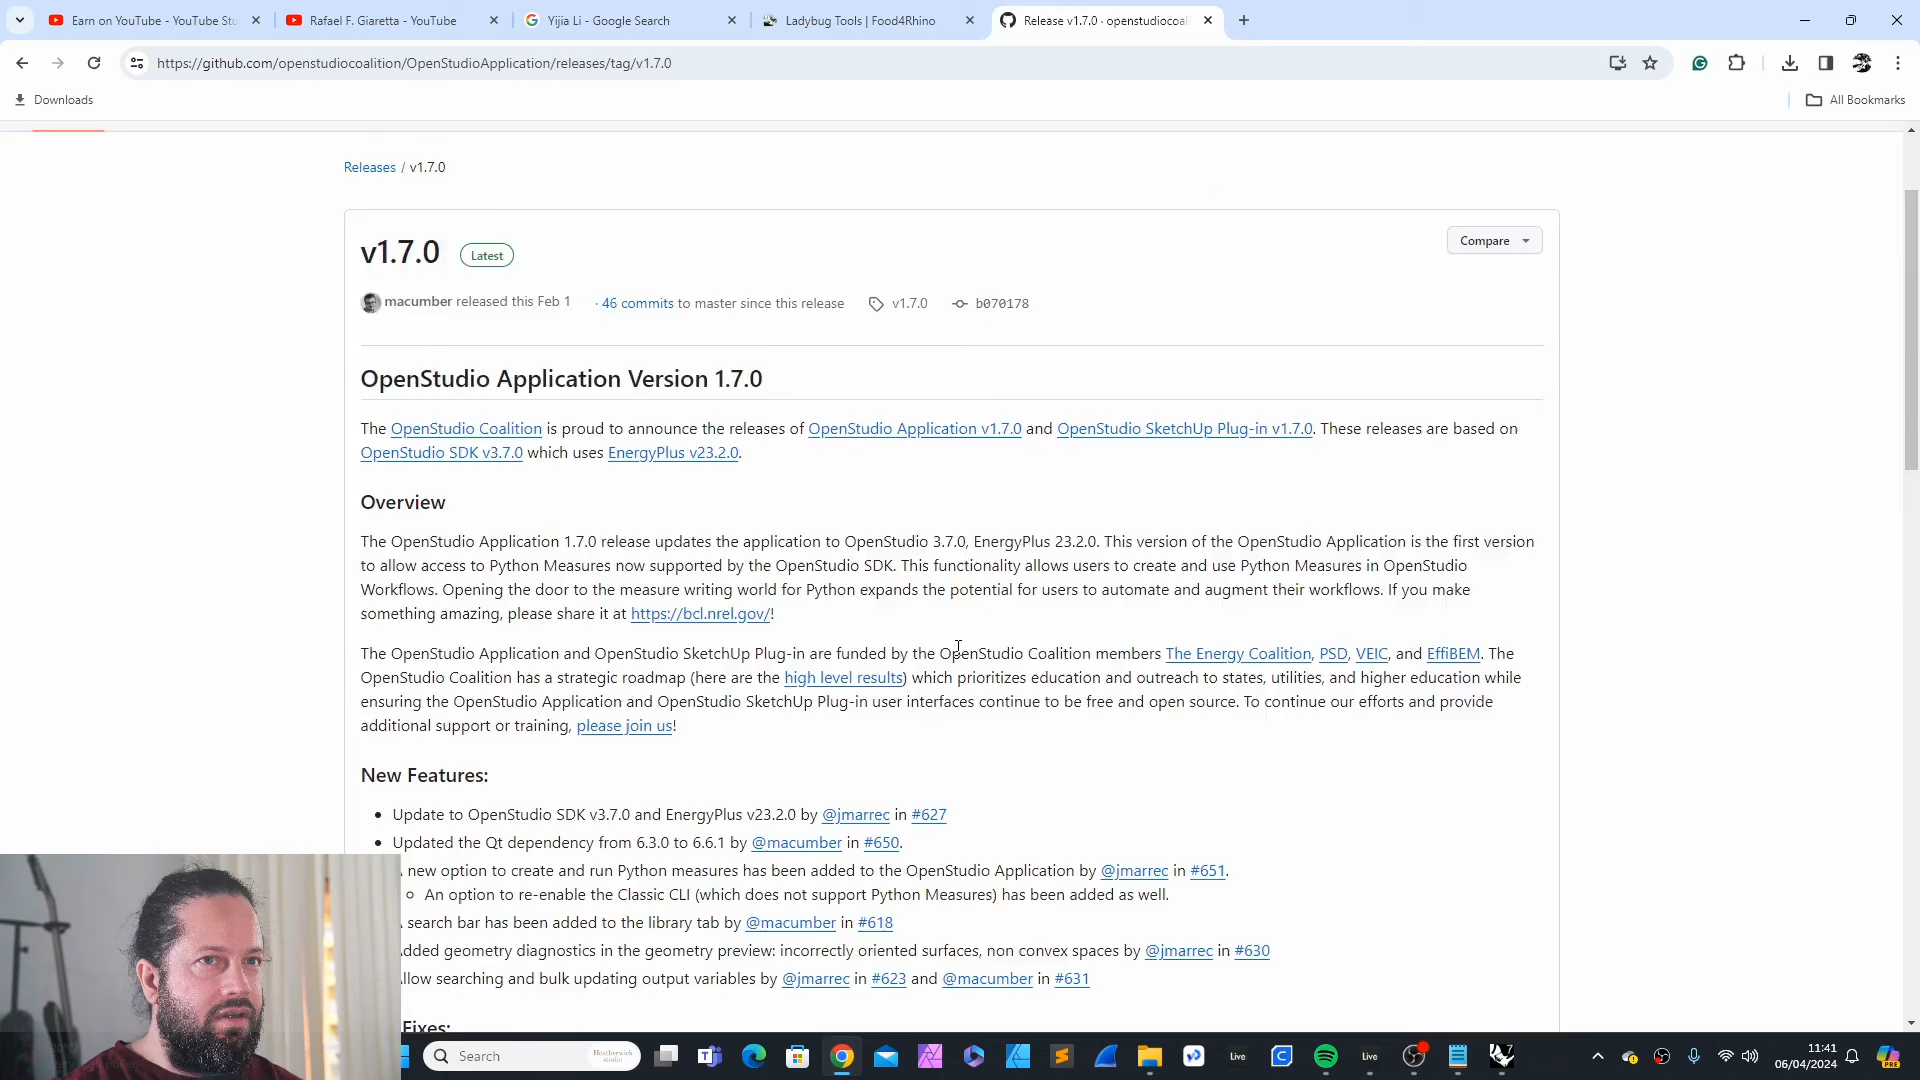 Earn on YouTube - YouTube Stu
Rafael F. Giaretta - YouTube
Yijia Li - Google Search
Ladybug Tools | Food4Rhino
Release v1.7.0 · openstudiocoal
https://github.com/openstudiocoalition/OpenStudioApplication/releases/tag/v1.7.0
Downloads
All Bookmarks
Releases / v1.7.0
v1.7.0 Latest
Compare
macumber released this Feb 1 · 46 commits to master since this release v1.7.0 b070178
OpenStudio Application Version 1.7.0
The OpenStudio Coalition is proud to announce the releases of OpenStudio Application v1.7.0 and OpenStudio SketchUp Plug-in v1.7.0. These releases are based on
OpenStudio SDK v3.7.0 which uses EnergyPlus v23.2.0.
Overview
The OpenStudio Application 1.7.0 release updates the application to OpenStudio 3.7.0, EnergyPlus 23.2.0. This version of the OpenStudio Application is the first version
to allow access to Python Measures now supported by the OpenStudio SDK. This functionality allows users to create and use Python Measures in OpenStudio
Workflows. Opening the door to the measure writing world for Python expands the potential for users to automate and augment their workflows. If you make
something amazing, please share it at https://bcl.nrel.gov/!
The OpenStudio Application and OpenStudio SketchUp Plug-in are funded by the OpenStudio Coalition members The Energy Coalition, PSD, VEIC, and EffiBEM. The
OpenStudio Coalition has a strategic roadmap (here are the high level results) which prioritizes education and outreach to states, utilities, and higher education while
ensuring the OpenStudio Application and OpenStudio SketchUp Plug-in user interfaces continue to be free and open source. To continue our efforts and provide
additional support or training, please join us!
New Features:
• Update to OpenStudio SDK v3.7.0 and EnergyPlus v23.2.0 by @jmarrec in #627
• Updated the Qt dependency from 6.3.0 to 6.6.1 by @macumber in #650.
new option to create and run Python measures has been added to the OpenStudio Application by @jmarrec in #651.
An option to re-enable the Classic CLI (which does not support Python Measures) has been added as well.
search bar has been added to the library tab by @macumber in #618
dded geometry diagnostics in the geometry preview: incorrectly oriented surfaces, non convex spaces by @jmarrec in #630
llow searching and bulk updating output variables by @jmarrec in #623 and @macumber in #631
Fixes:
Search
Heatherwick studio
Live
Live
11:41
06/04/2024
PRE